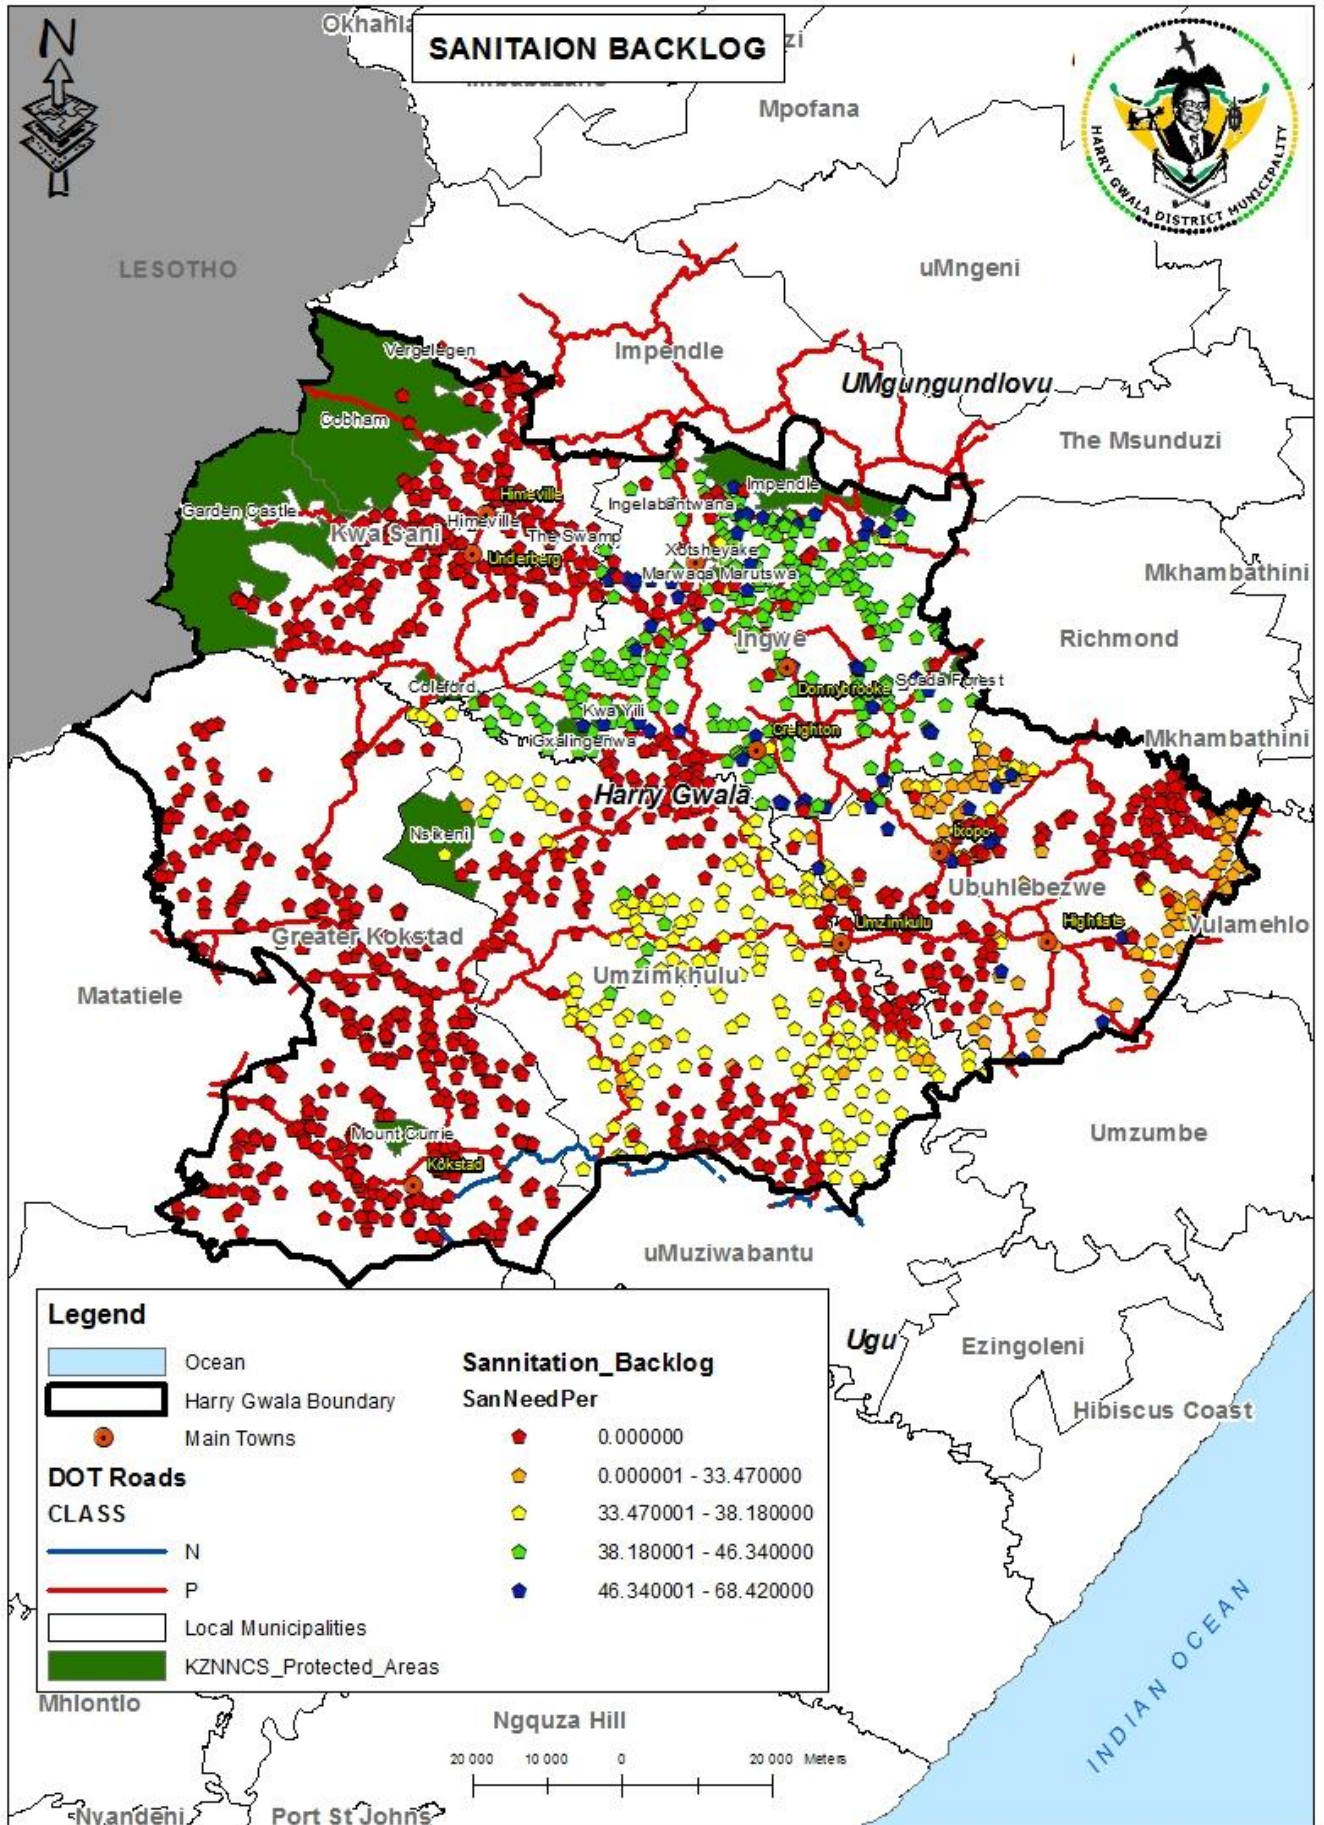 N
Okhahla
SANITAION BACKLOG
zi
Mpofana
HARRY GWALA DISTRICT MUNICIPALITY
LESOTHO
uMngeni
Vergelegen
Impendle
UMgungundlovu
Cobham
The Msunduzi
Impendle
Himeville
Ingelabantwana
Garden Castle
Himeville
Kwa Sani
The Swamp
Xotsheyake
Underberg
Marwaqa Marutswa
Mkhambathini
Ingwe
Richmond
Coleford
Donnybrooke
Soada Forest
Kwa Yili
Creighton
iGxalingenwa
Mkhambathini
Harry Gwala
Nsikeni
Ixopo
Ubuhlebezwe
Umzimkulu
Highflats
Vulamehlo
Greater Kokstad
Umzimkhulu
Matatiele
Mount Currie
Umzumbe
Kokstad
uMuziwabantu
Legend
Ocean
Harry Gwala Boundary
Main Towns
DOT Roads
CLASS
N
P
Local Municipalities
KZNNCS_Protected_Areas
Sannitation_Backlog
SanNeedPer
0.000000
0.000001 - 33.470000
33.470001 - 38.180000
38.180001 - 46.340000
46.340001 - 68.420000
Ugu
Ezingoleni
Hibiscus Coast
INDIAN OCEAN
Mhlontlo
Ngquza Hill
20 000 10 000 0 20 000 Meters
Nyandeni
Port St Johns